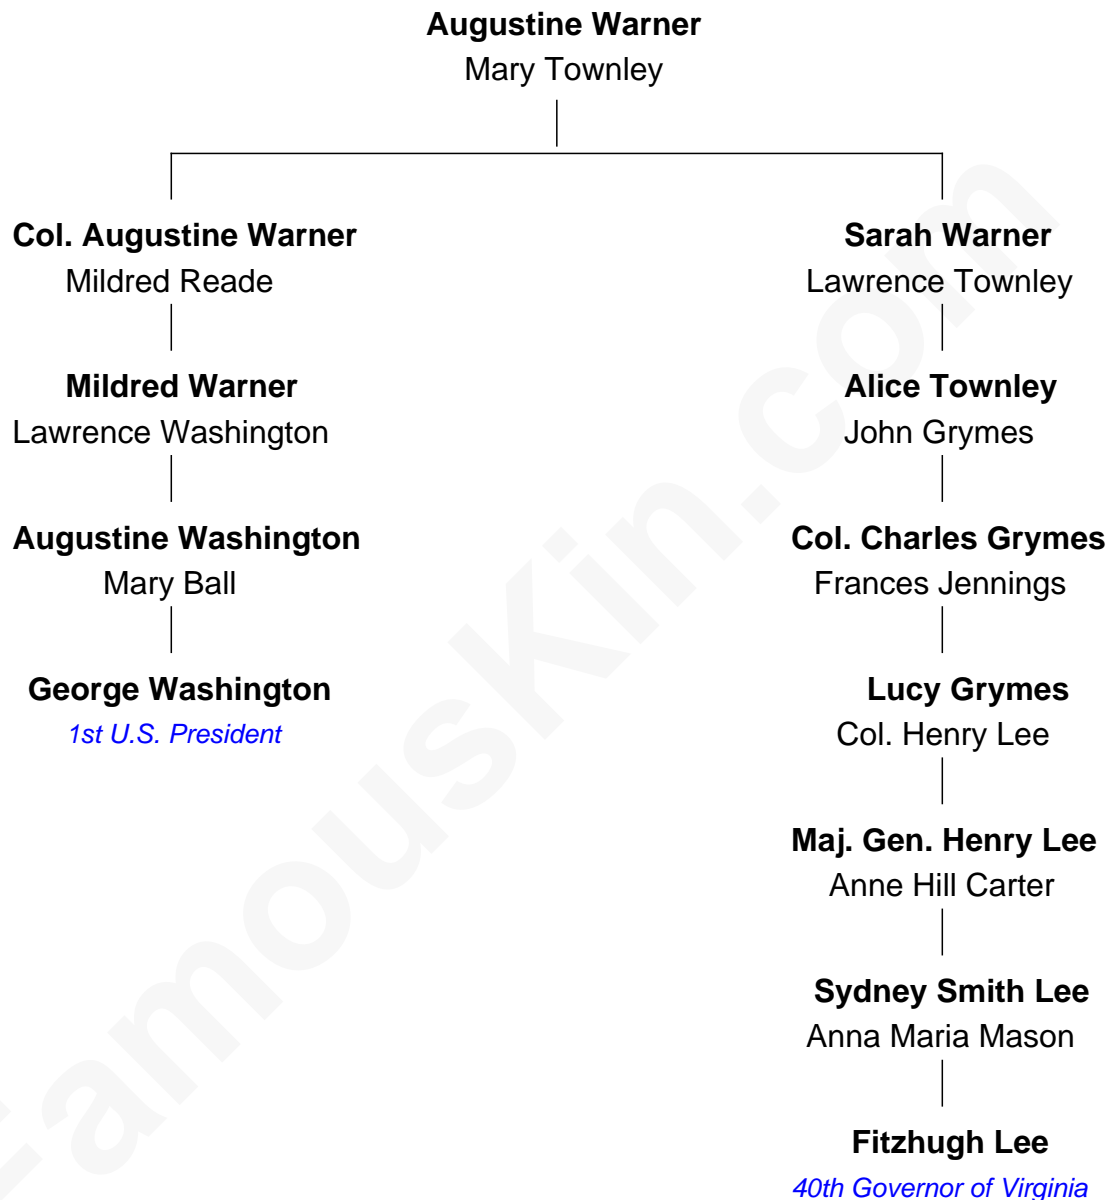 Augustine Warner
Mary Townley
Col. Augustine Warner
Mildred Reade
Mildred Warner
Lawrence Washington
Augustine Washington
Mary Ball
George Washington
1st U.S. President
Sarah Warner
Lawrence Townley
Alice Townley
John Grymes
Col. Charles Grymes
Frances Jennings
Lucy Grymes
Col. Henry Lee
Maj. Gen. Henry Lee
Anne Hill Carter
Sydney Smith Lee
Anna Maria Mason
Fitzhugh Lee
40th Governor of Virginia
FamousKin.com